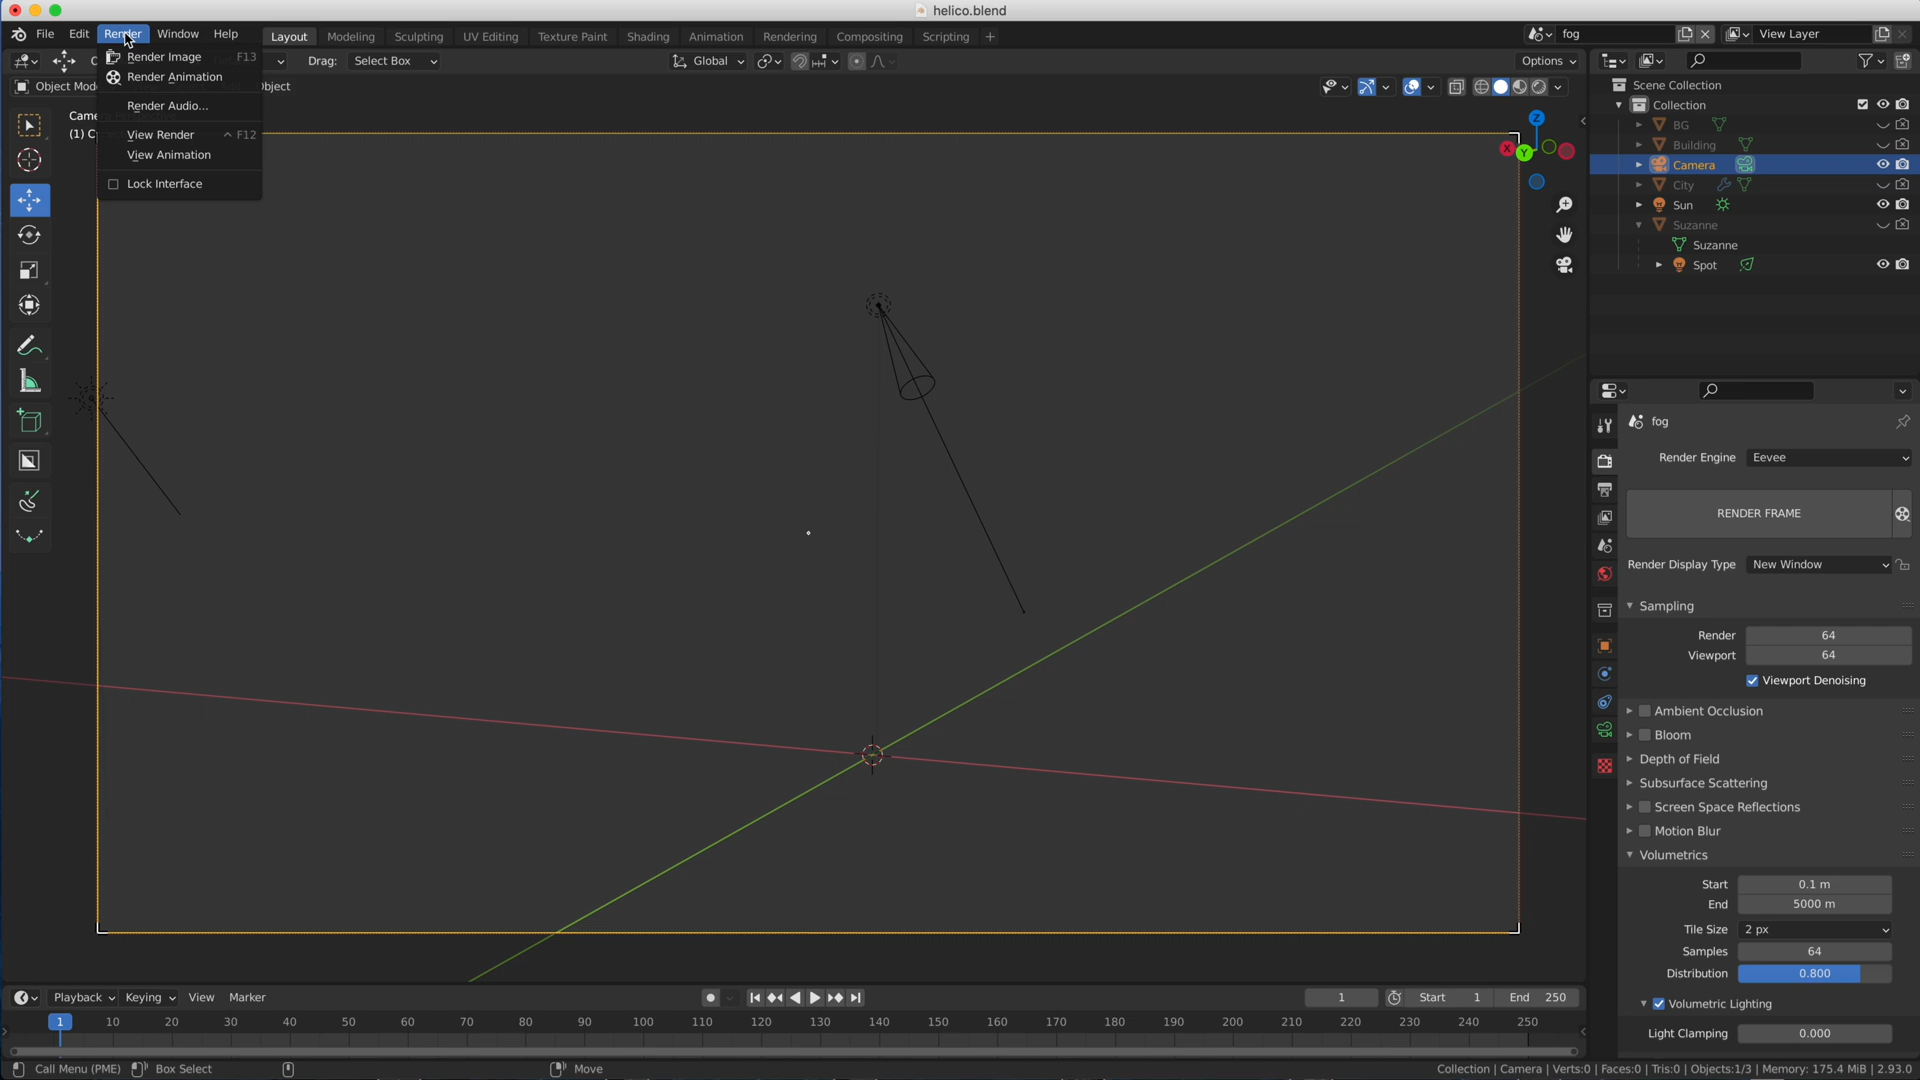 helico.blend
File Edit Render Window Help Layout Modeling Sculpting UV Editing Texture Paint Shading Animation Rendering Compositing Scripting + fog View Layer
Global Drag: Select Box Options
Object Mod Object
Render Image F13
Render Animation
Render Audio...
View Render ^ F12
View Animation
Lock Interface
Came
(1) C
Z
X
Y
Scene Collection
Collection
BG
Building
Camera
City
Sun
Suzanne
Suzanne
Spot
fog
Render Engine Eevee
RENDER FRAME
Render Display Type New Window
Sampling
Render 64
Viewport 64
Viewport Denoising
Ambient Occlusion
Bloom
Depth of Field
Subsurface Scattering
Screen Space Reflections
Motion Blur
Volumetrics
Start 0.1 m
End 5000 m
Tile Size 2 px
Samples 64
Distribution 0.800
Volumetric Lighting
Light Clamping 0.000
Playback Keying View Marker 1 Start 1 End 250
1 10 20 30 40 50 60 70 80 90 100 110 120 130 140 150 160 170 180 190 200 210 220 230 240 250
Call Menu (PME) Box Select Move Collection | Camera | Verts:0 | Faces:0 | Tris:0 | Objects:1/3 | Memory: 175.4 MiB | 2.93.0